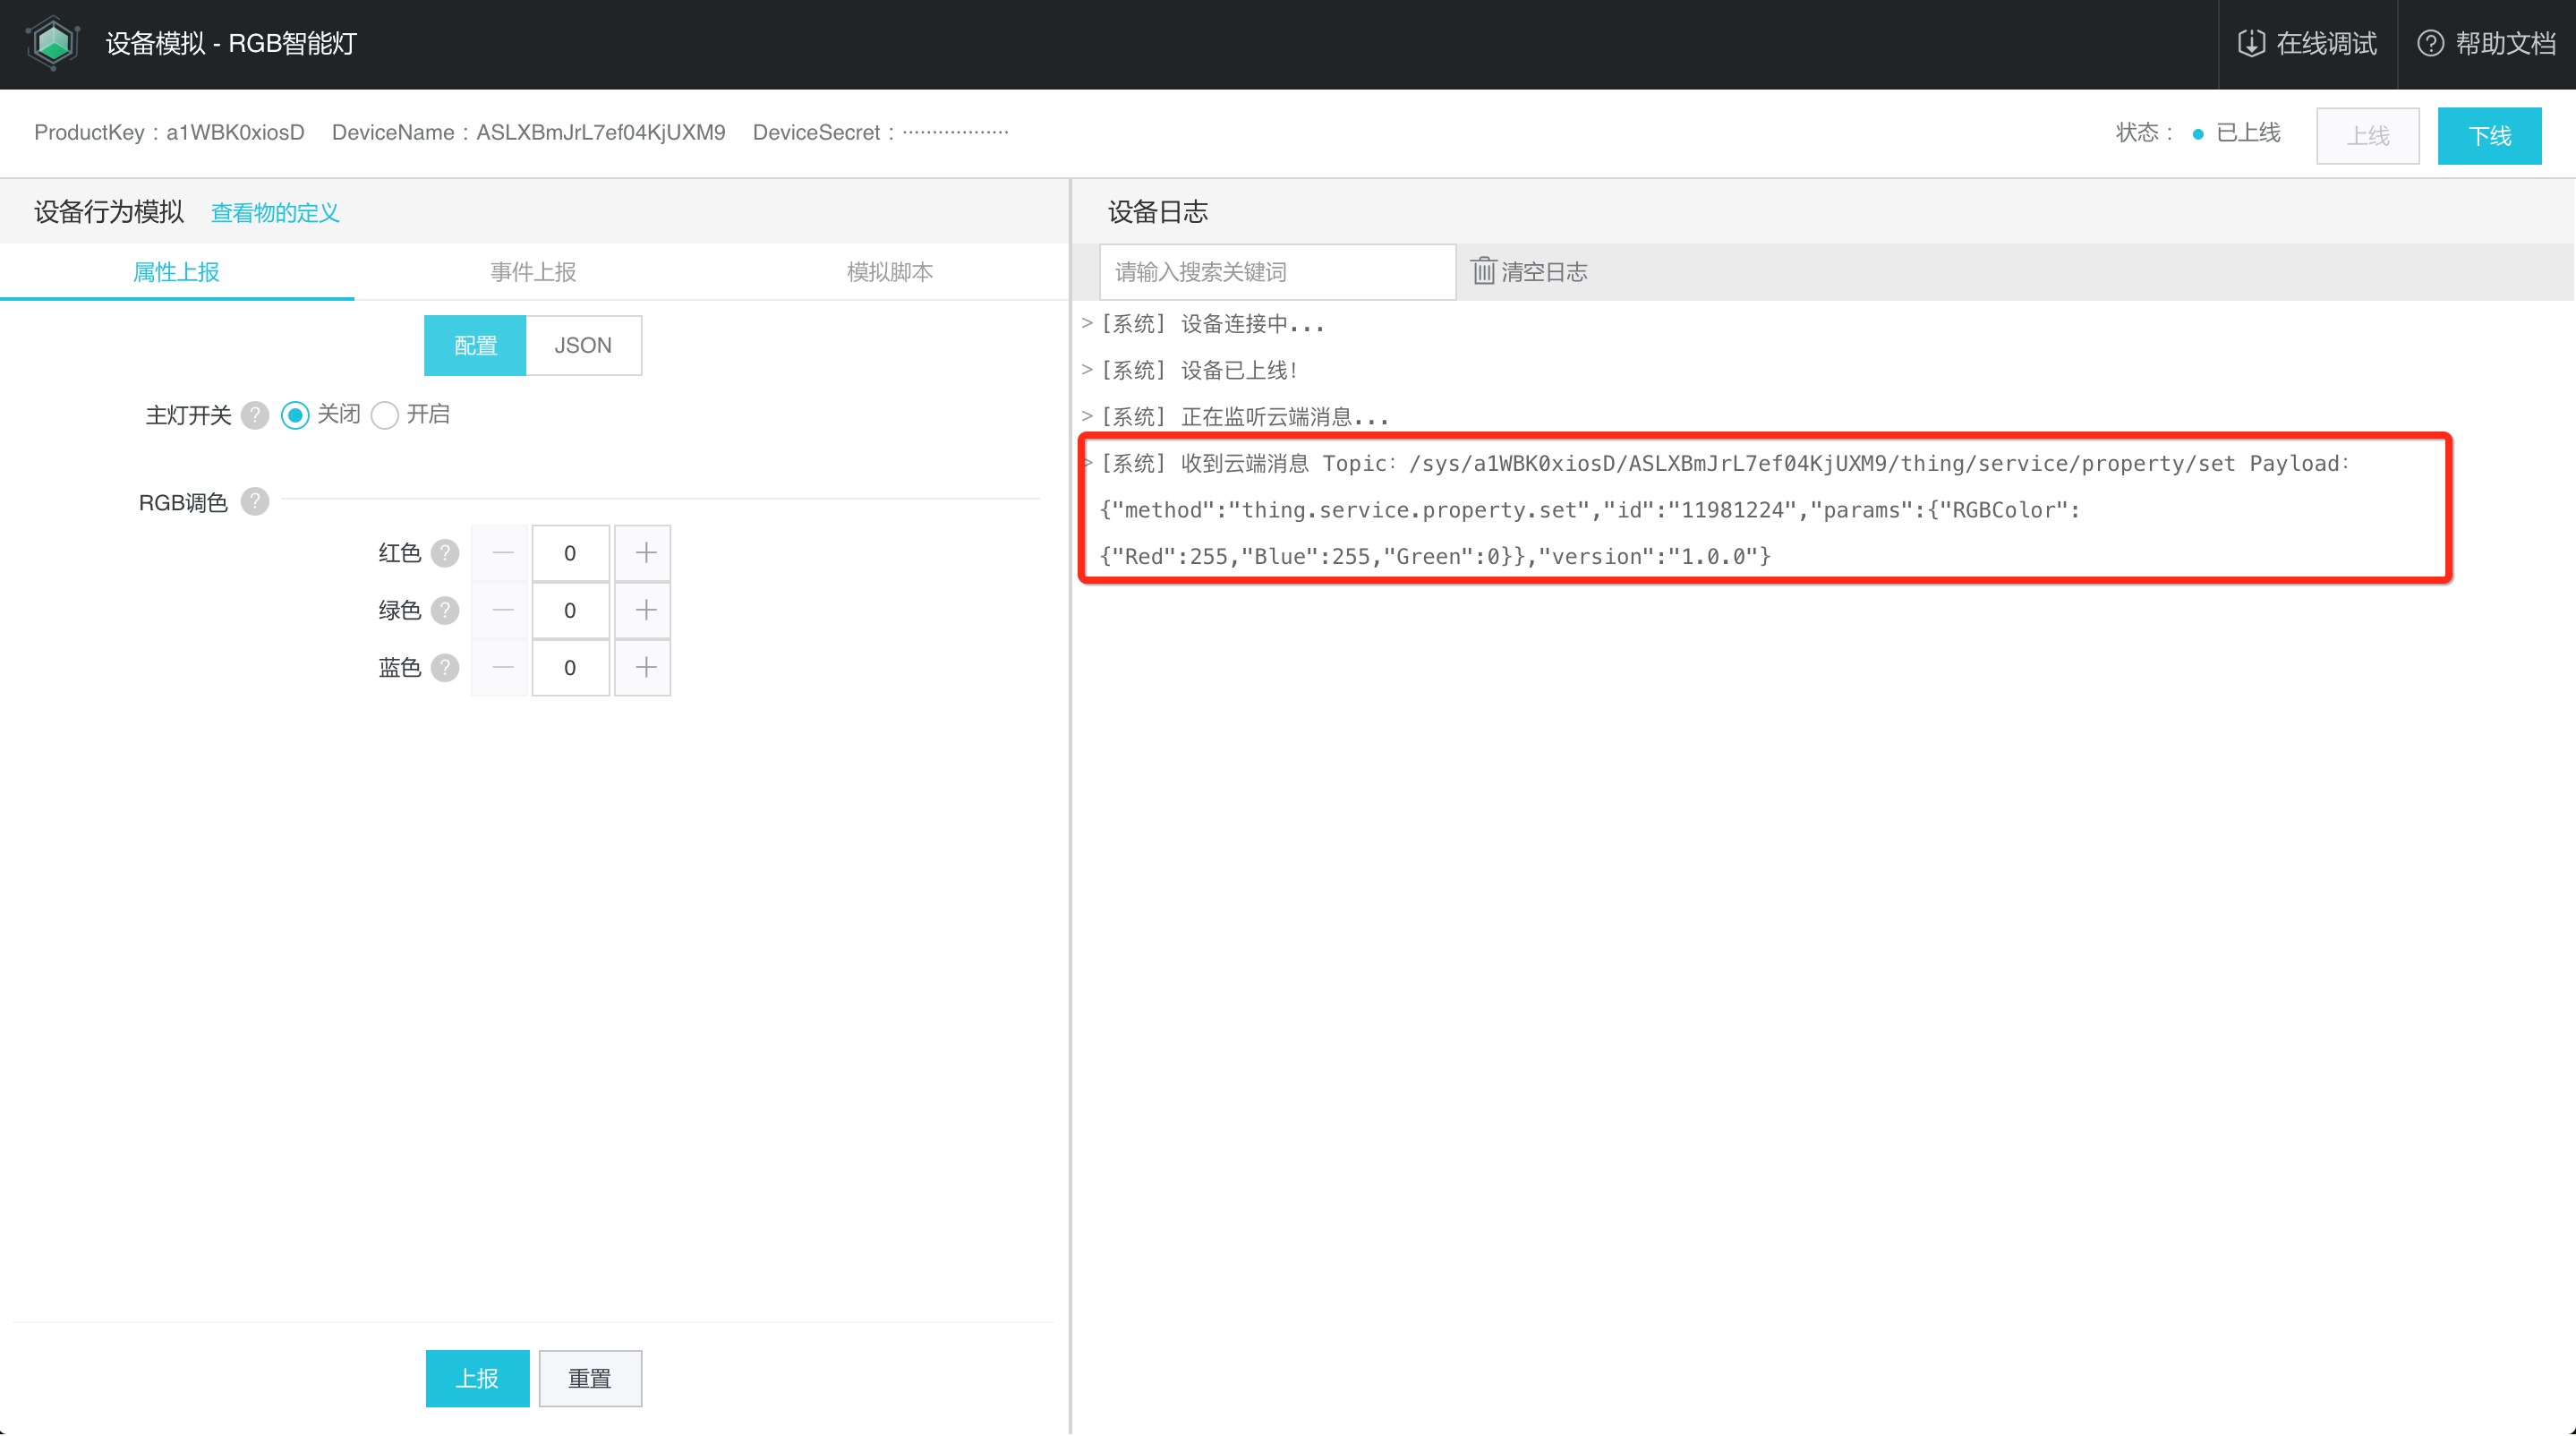 设备模拟 - RGB智能灯
在线调试
帮助文档
ProductKey : a1WBK0xiosD DeviceName : ASLXBmJrL7ef04KjUXM9 DeviceSecret : ··················
状态 : 已上线
上线
下线
设备行为模拟 查看物的定义
属性上报 事件上报 模拟脚本
配置 JSON
主灯开关 ? 关闭 开启
RGB调色 ?
红色 ? — 0 +
绿色 ? — 0 +
蓝色 ? — 0 +
上报 重置
设备日志
请输入搜索关键词 清空日志
> [系统] 设备连接中...
> [系统] 设备已上线!
> [系统] 正在监听云端消息...
> [系统] 收到云端消息 Topic: /sys/a1WBK0xiosD/ASLXBmJrL7ef04KjUXM9/thing/service/property/set Payload:
{"method":"thing.service.property.set","id":"11981224","params":{"RGBColor":
{"Red":255,"Blue":255,"Green":0}},"version":"1.0.0"}